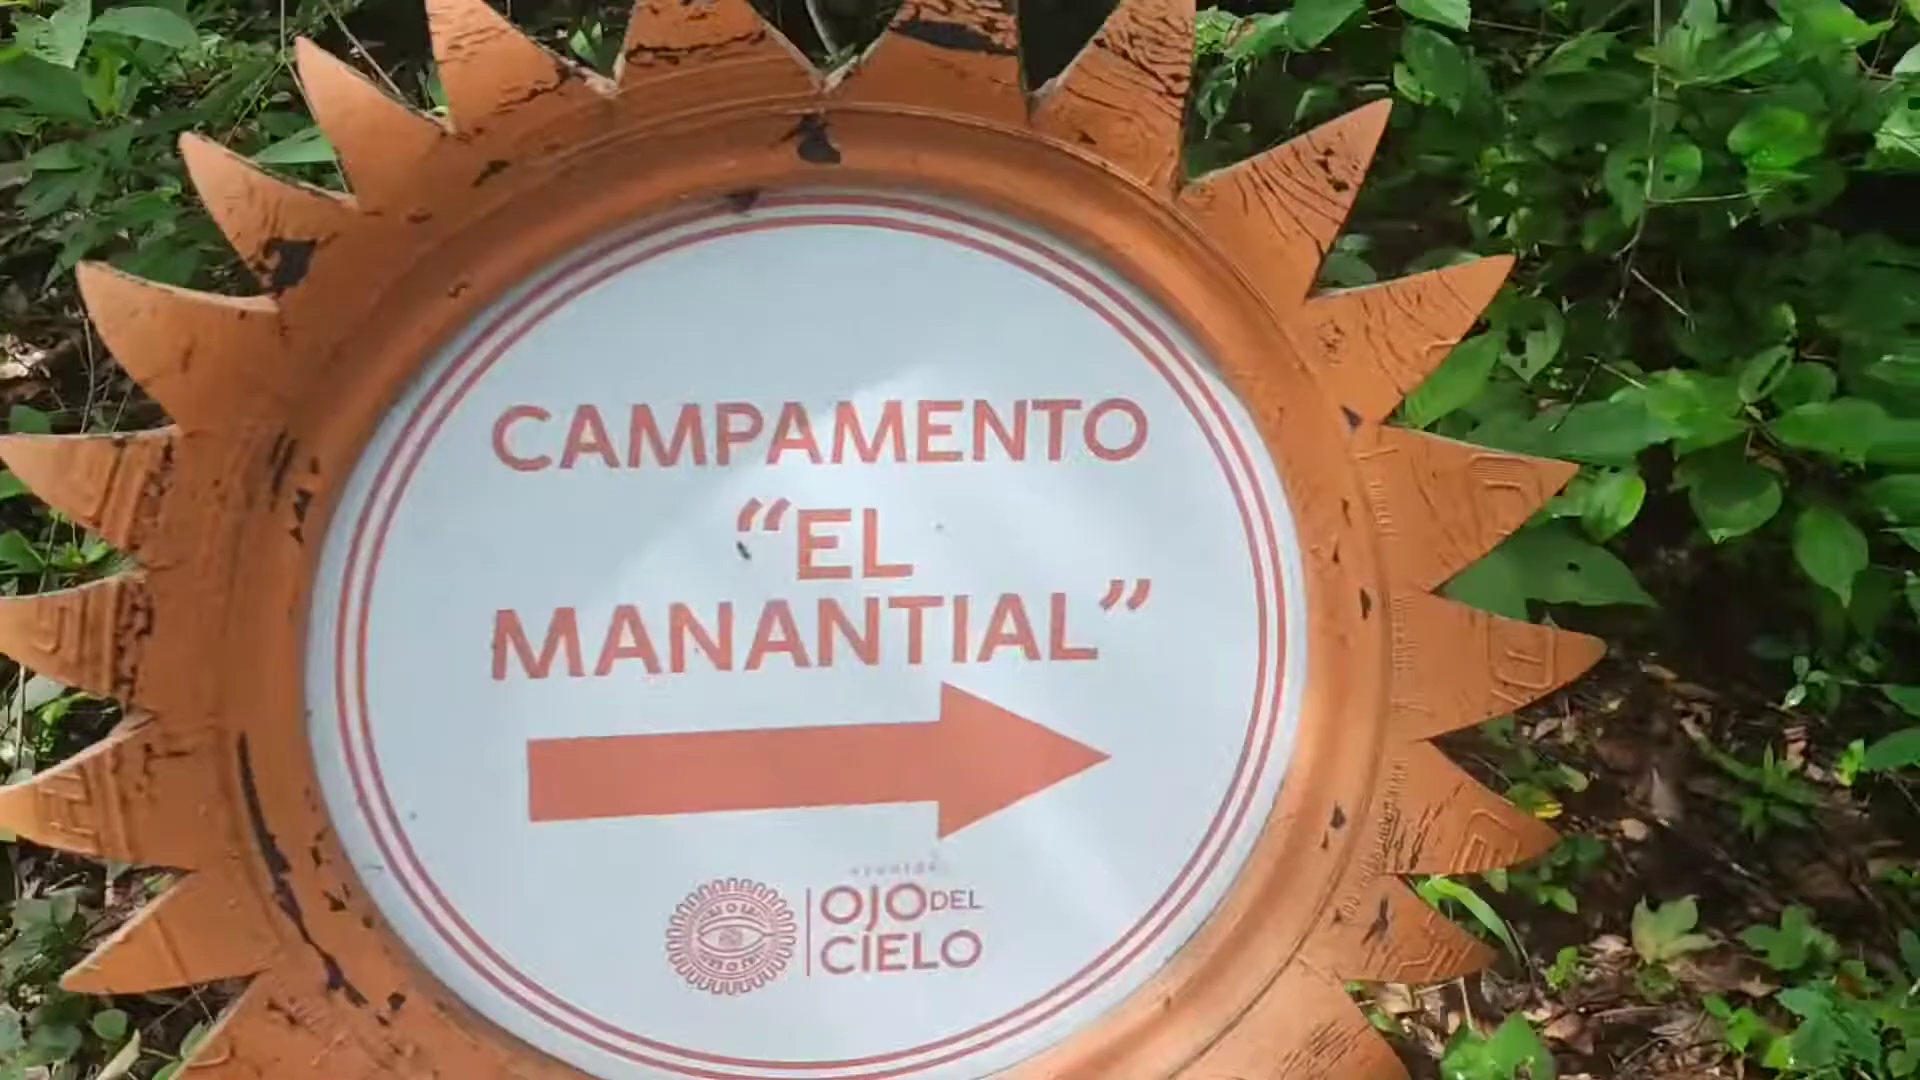 CAMPAMENTO
“EL
MANANTIAL”
OJO DEL
CIELO